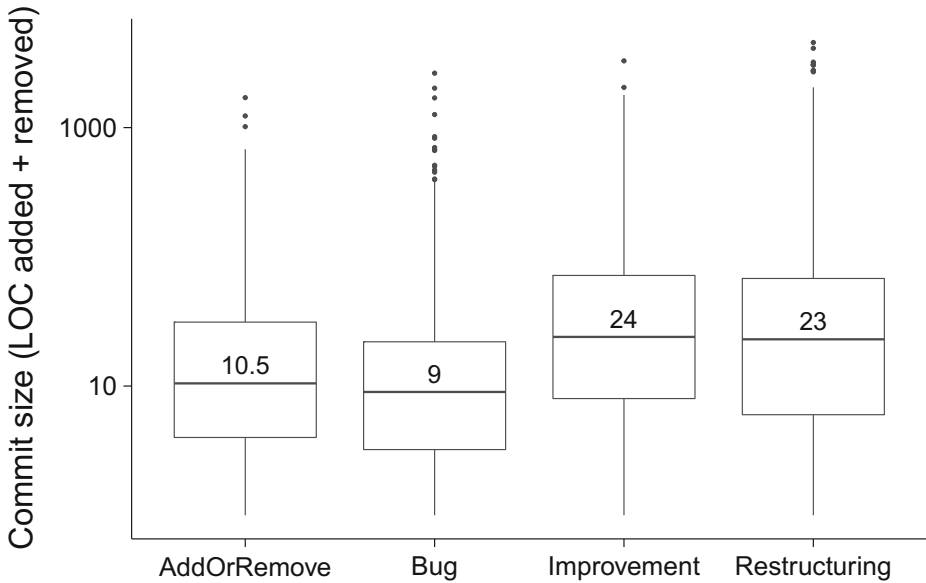 Commit size (LOC added + removed)
1000
10
10.5
9
24
23
AddOrRemove
Bug
Improvement
Restructuring